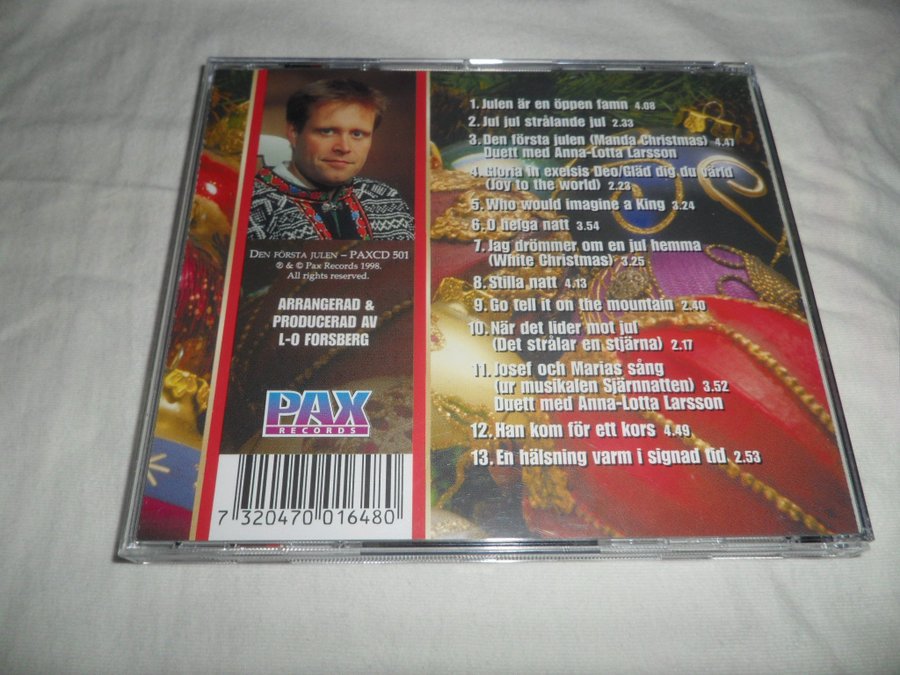 1. Julen är en öppen famn 4.08
2. Jul jul strålande jul 2.33
3. Den första julen (Manda Christmas) 4.47
Duett med Anna-Lotta Larsson
4. Gloria in exelsis Deo/Gläd dig du värld
(Joy to the world) 2.23
5. Who would imagine a King 3.24
6. O helga natt 3.54
7. Jag drömmer om en jul hemma
(White Christmas) 3.25
8. Stilla natt 4.13
9. Go tell it on the mountain 2.40
10. När det lider mot jul
(Det strålar en stjärna) 2.17
11. Josef och Marias sång
(ur musikalen Sjärnnatten) 3.52
Duett med Anna-Lotta Larsson
12. Han kom för ett kors 4.49
13. En hälsning varm i signad tid 2.53
DEN FÖRSTA JULEN – PAXCD 501
℗ & © Pax Records 1998.
All rights reserved.
ARRANGERAD &
PRODUCERAD AV
L-O FORSBERG
PAX
RECORDS
7 320470 016480